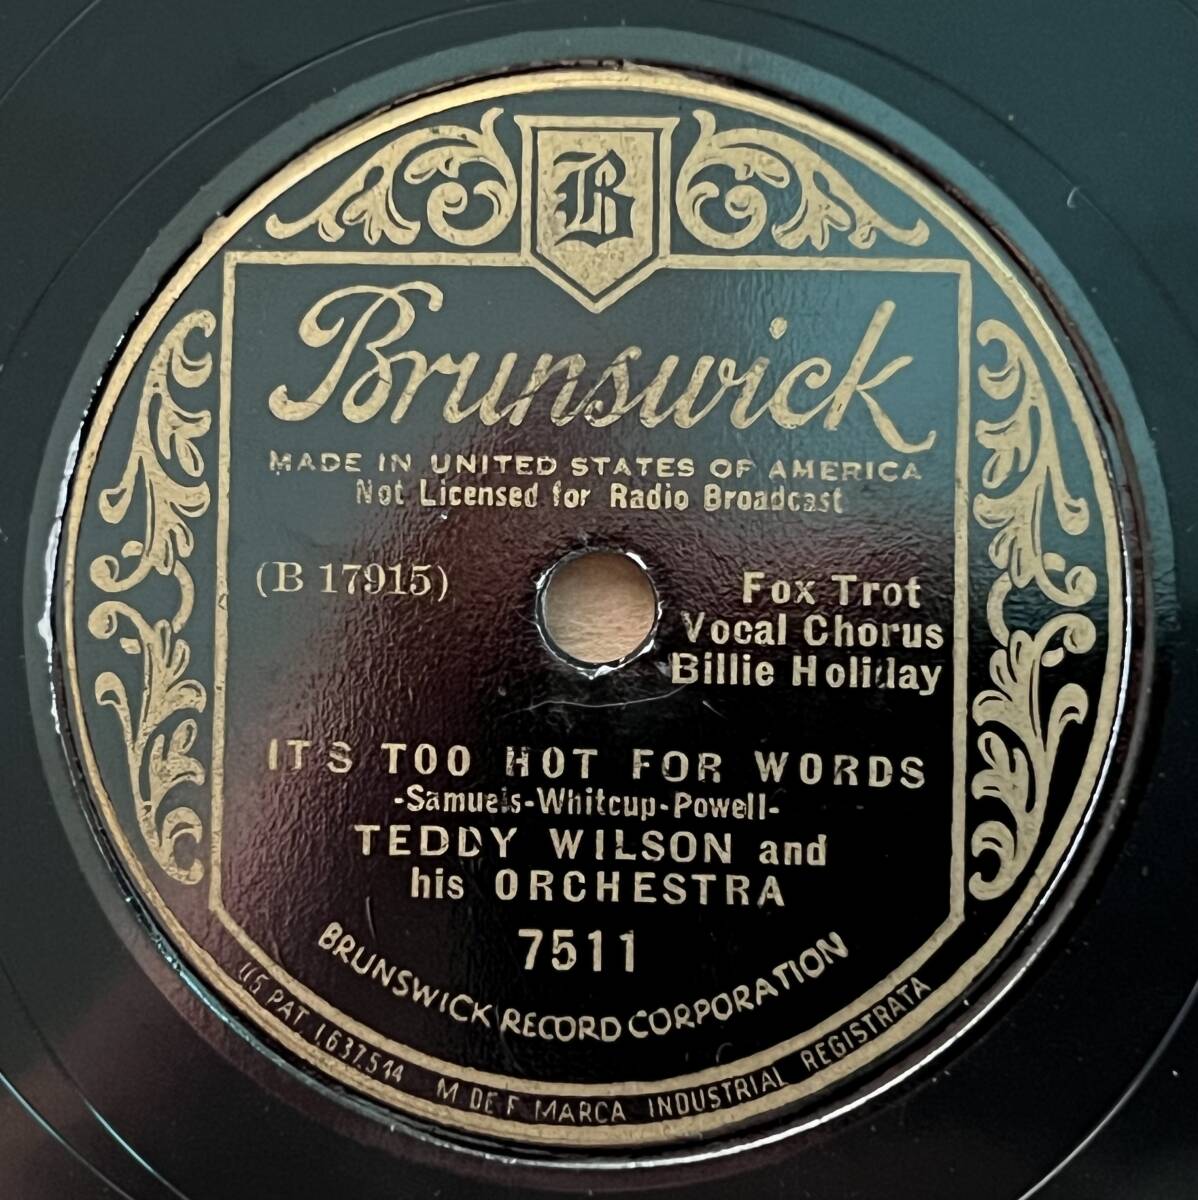 B
Brunswick
MADE IN UNITED STATES OF AMERICA
Not Licensed for Radio Broadcast
(B 17915)
Fox Trot
Vocal Chorus
Billie Holiday
IT'S TOO HOT FOR WORDS
-Samuels-Whitcup-Powell-
TEDDY WILSON and
his ORCHESTRA
7511
BRUNSWICK RECORD CORPORATION
US PAT. 1,637,544 M DE F MARCA INDUSTRIAL REGISTRATA